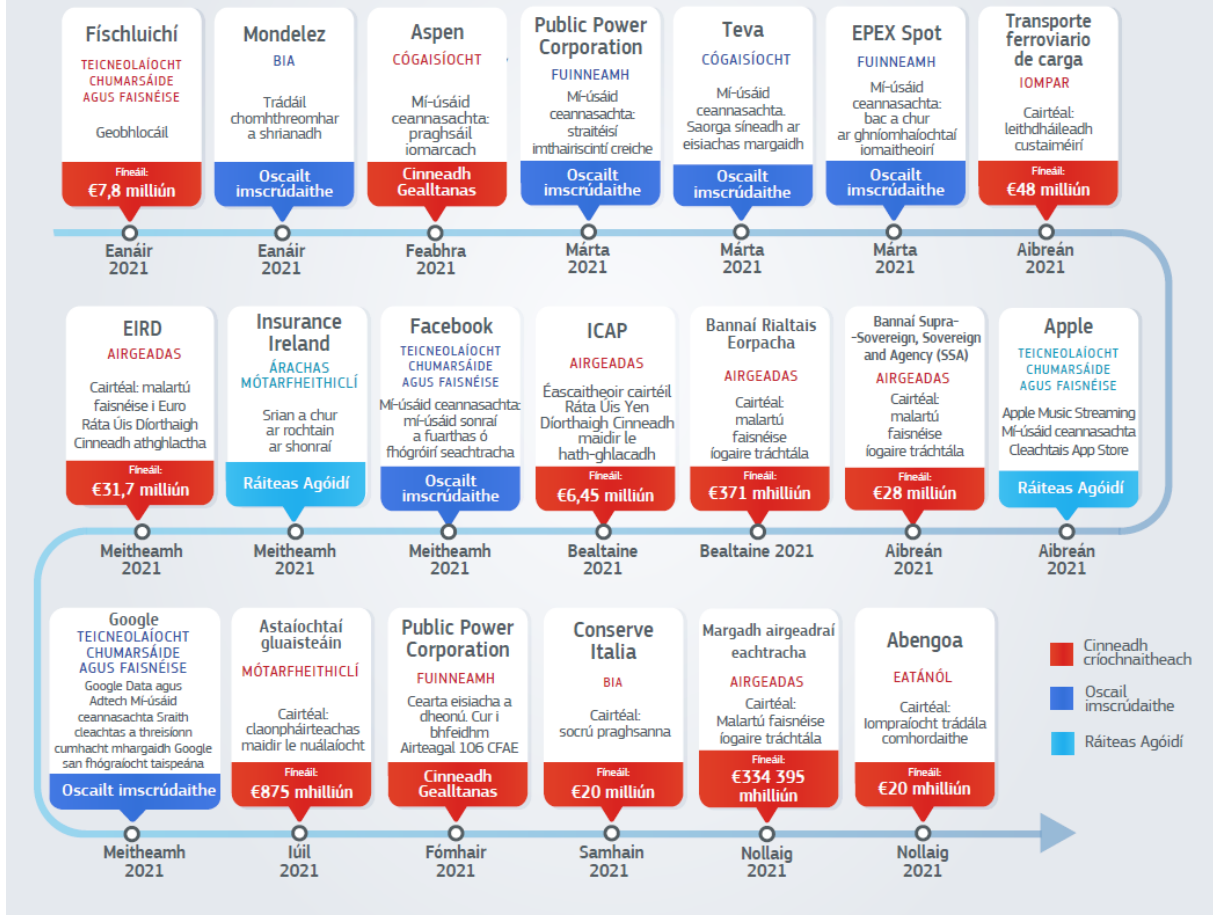 Físchluichí
TEICNEOLAÍOCHT
CHUMARSÁIDE
AGUS FAISNÉISE
Geobhlocáil
Fíneáil:
€7,8 milliún
Eanáir
2021
Mondelez
BIA
Trádáil
chomhthreomhar
a shrianadh
Oscailt
imscrúdaithe
Eanáir
2021
Aspen
CÓGAISÍOCHT
Mí-úsáid
ceannasachta:
praghsáil
iomarcach
Cinneadh
Gealltanas
Feabhra
2021
Public Power
Corporation
FUINNEAMH
Mí-úsáid
ceannasachta:
straitéisí
imthairiscintí creiche
Oscailt
imscrúdaithe
Márta
2021
Teva
CÓGAISÍOCHT
Mí-úsáid
ceannasachta.
Saorga síneadh ar
eisiachas margaidh
Oscailt
imscrúdaithe
Márta
2021
EPEX Spot
FUINNEAMH
Mí-úsáid
ceannasachta:
bac a chur
ar ghníomhaíochtaí
iomaitheoirí
Oscailt
imscrúdaithe
Márta
2021
Transporte
ferroviario
de carga
IOMPAR
Cairtéal:
leithdháileadh
custaiméirí
Fíneáil:
€48 milliún
Aibreán
2021
EIRD
AIRGEADAS
Cairtéal: malartú
faisnéise i Euro
Ráta Úis Díorthaigh
Cinneadh athghlactha
Fíneáil:
€31,7 milliún
Meitheamh
2021
Insurance
Ireland
ÁRACHAS
MÓTARFHEITHICLÍ
Srian a chur
ar rochtain
ar shonraí
Ráiteas Agóidí
Meitheamh
2021
Facebook
TEICNEOLAÍOCHT
CHUMARSÁIDE
AGUS FAISNÉISE
Mí-úsáid ceannasachta:
mí-úsáid sonraí
a fuarthas ó
fhógróirí seachtracha
Oscailt
imscrúdaithe
Meitheamh
2021
ICAP
AIRGEADAS
Éascaitheoir cairtéil
Ráta Úis Yen
Díorthaigh Cinneadh
maidir le
hath-ghlacadh
Fíneáil:
€6,45 milliún
Bealtaine
2021
Bannaí Rialtais
Eorpacha
AIRGEADAS
Cairtéal:
malartú
faisnéise
íogaire tráchtála
Fíneáil:
€371 mhilliún
Bealtaine 2021
Bannaí Supra-
-Sovereign, Sovereign
and Agency (SSA)
AIRGEADAS
Cairtéal:
malartú
faisnéise
íogaire tráchtála
Fíneáil:
€28 milliún
Aibreán
2021
Apple
TEICNEOLAÍOCHT
CHUMARSÁIDE
AGUS FAISNÉISE
Apple Music Streaming
Mí-úsáid ceannasachta
Cleachtais App Store
Ráiteas Agóidí
Aibreán
2021
Google
TEICNEOLAÍOCHT
CHUMARSÁIDE
AGUS FAISNÉISE
Google Data agus
Adtech Mí-úsáid
ceannasachta Sraith
cleachtas a threisíonn
cumhacht mhargaidh Google
san fhógraíocht taispeána
Oscailt imscrúdaithe
Meitheamh
2021
Astaíochtaí
gluaisteáin
MÓTARFHEITHICLÍ
Cairtéal:
claonpháirteachas
maidir le nuálaíocht
Fíneáil:
€875 mhilliún
Iúil
2021
Public Power
Corporation
FUINNEAMH
Cearta eisiacha a
dheonú. Cur i
bhfeidhm
Airteagal 106 CFAE
Cinneadh
Gealltanas
Fómhair
2021
Conserve
Italia
BIA
Cairtéal:
socrú praghsanna
Fíneáil:
€20 milliún
Samhain
2021
Margadh airgeadraí
eachtracha
AIRGEADAS
Cairtéal:
Malartú faisnéise
íogaire tráchtála
Fíneáil:
€334 395
mhilliún
Nollaig
2021
Abengoa
EATÁNÓL
Cairtéal:
Iompraíocht trádála
comhordaithe
Fíneáil:
€20 mhilliún
Nollaig
2021
Cinneadh
críochnaitheach
Oscail
imscrúdaithe
Ráiteas Agóidí